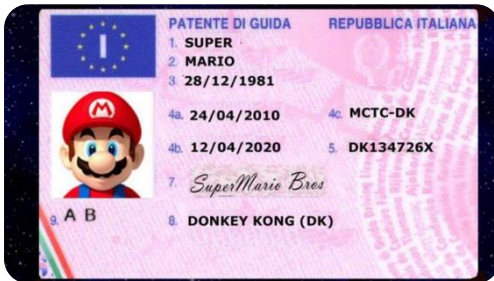 PATENTE DI GUIDA REPUBBLICA ITALIANA
I
1. SUPER
2. MARIO
3. 28/12/1981
4a. 24/04/2010 4c. MCTC-DK
4b. 12/04/2020 5. DK134726X
7. SuperMario Bros
M
9. A B
8. DONKEY KONG (DK)